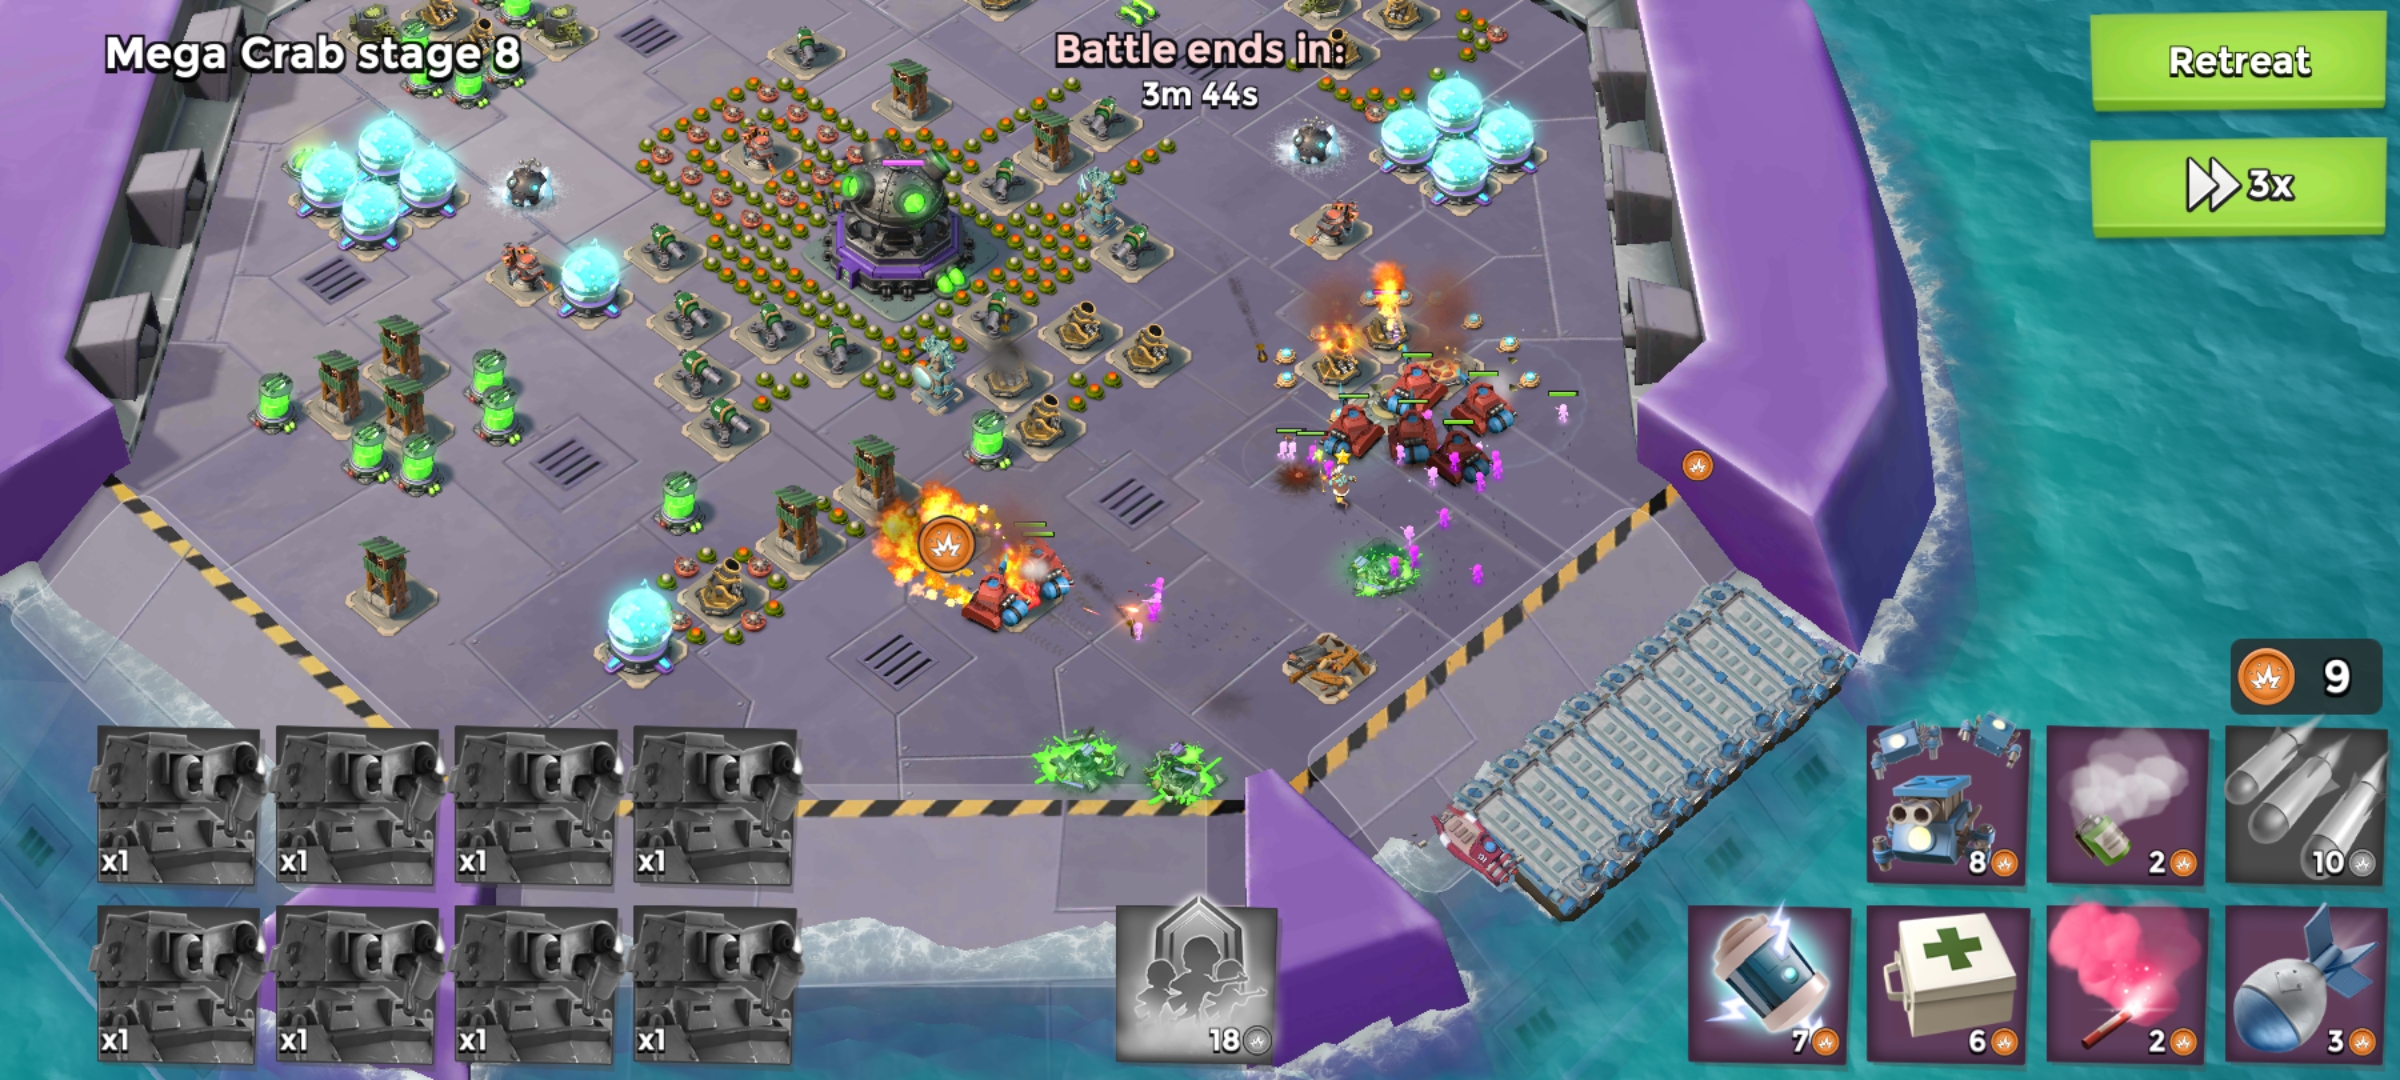 Mega Crab stage 8
Battle ends in:
3m 44s
Retreat
3x
9
8
2
10
x1
x1
x1
x1
x1
x1
x1
x1
18
7
6
2
3